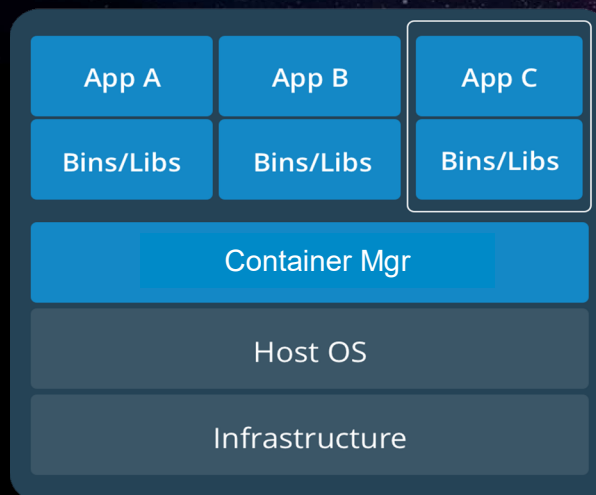 App A
App B
App C
Bins/Libs
Bins/Libs
Bins/Libs
Container Mgr
Host OS
Infrastructure